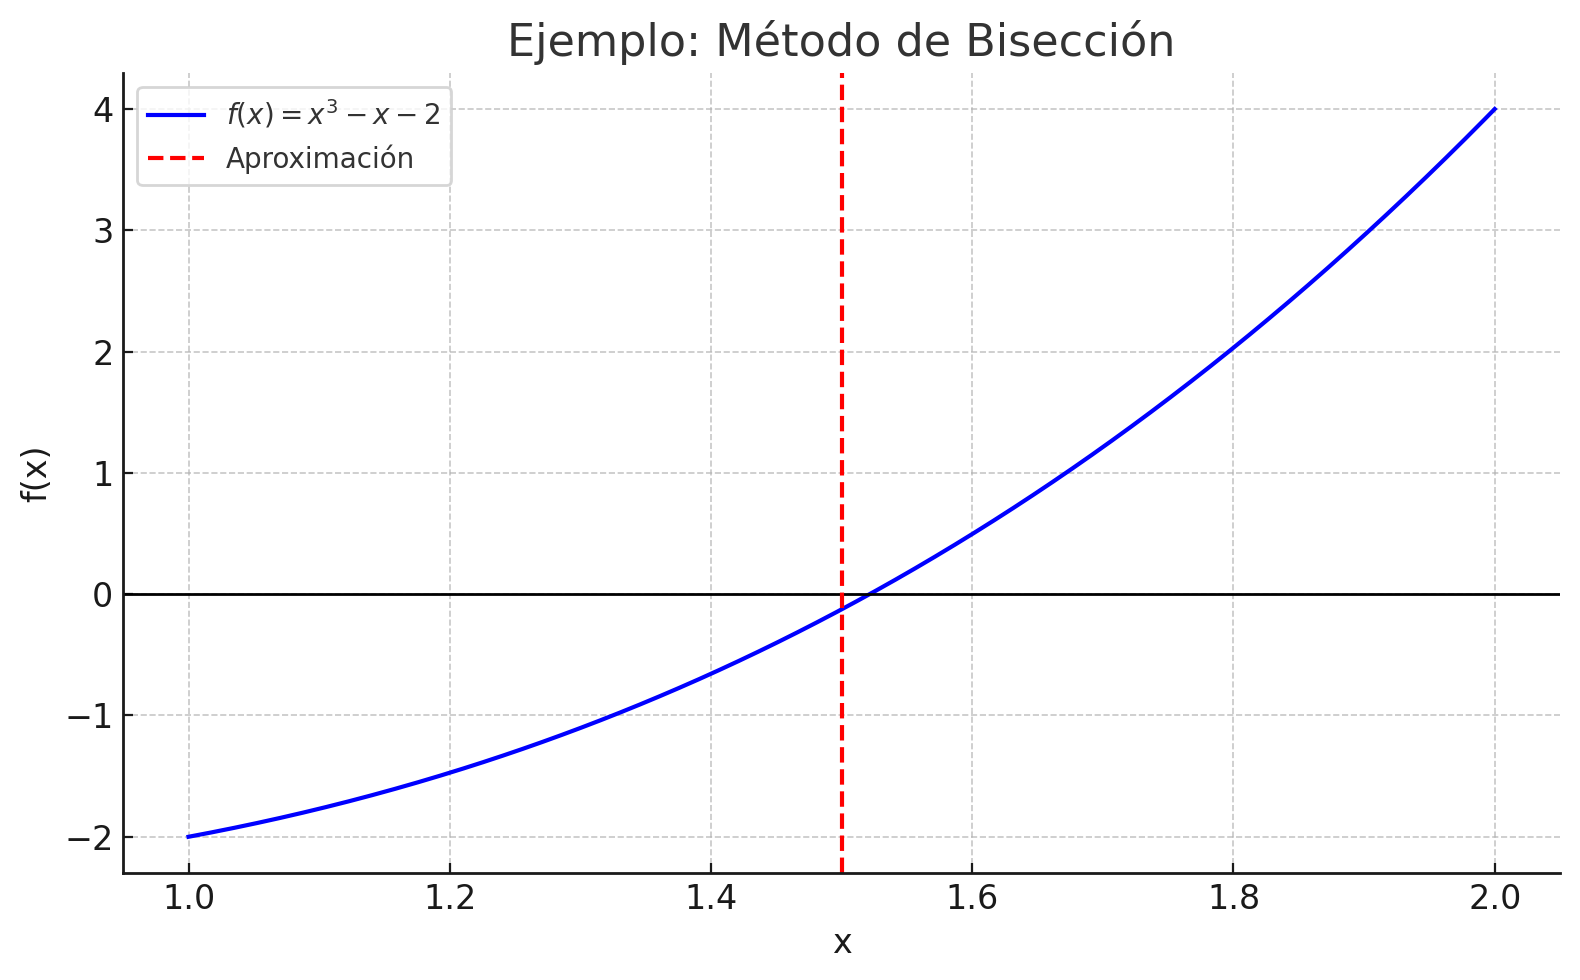 Ejemplo: Método de Bisección
f(x) = x³ − x − 2
Aproximación
4
3
2
1
0
−1
−2
f(x)
1.0 1.2 1.4 1.6 1.8 2.0
x